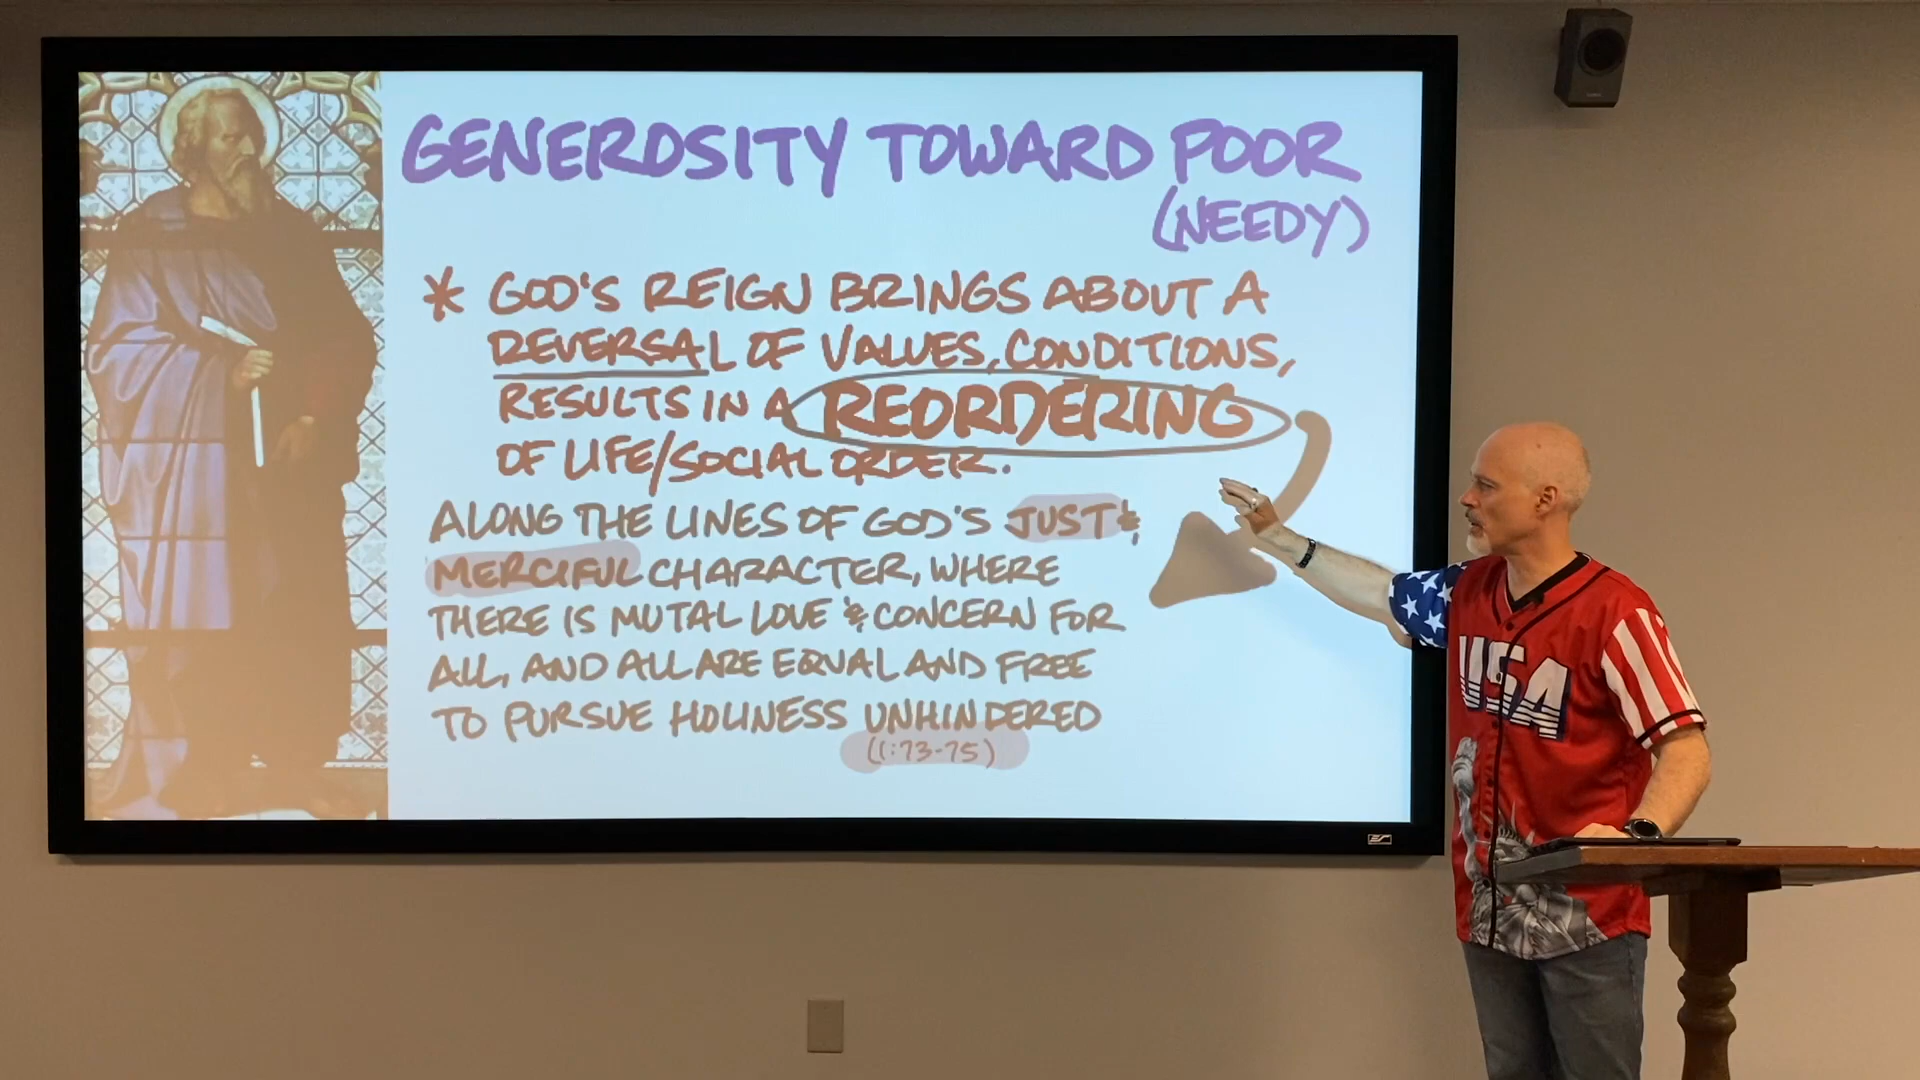 GENEROSITY TOWARD POOR
(NEEDY)
* GOD'S REIGN BRINGS ABOUT A
REVERSAL OF VALUES, CONDITIONS,
RESULTS IN A REORDERING
OF LIFE/SOCIAL ORDER.
ALONG THE LINES OF GOD'S JUST &
MERCIFUL CHARACTER, WHERE
THERE IS MUTAL LOVE & CONCERN FOR
ALL, AND ALL ARE EQUAL AND FREE
TO PURSUE HOLINESS UNHINDERED
(1:73-75)
USA